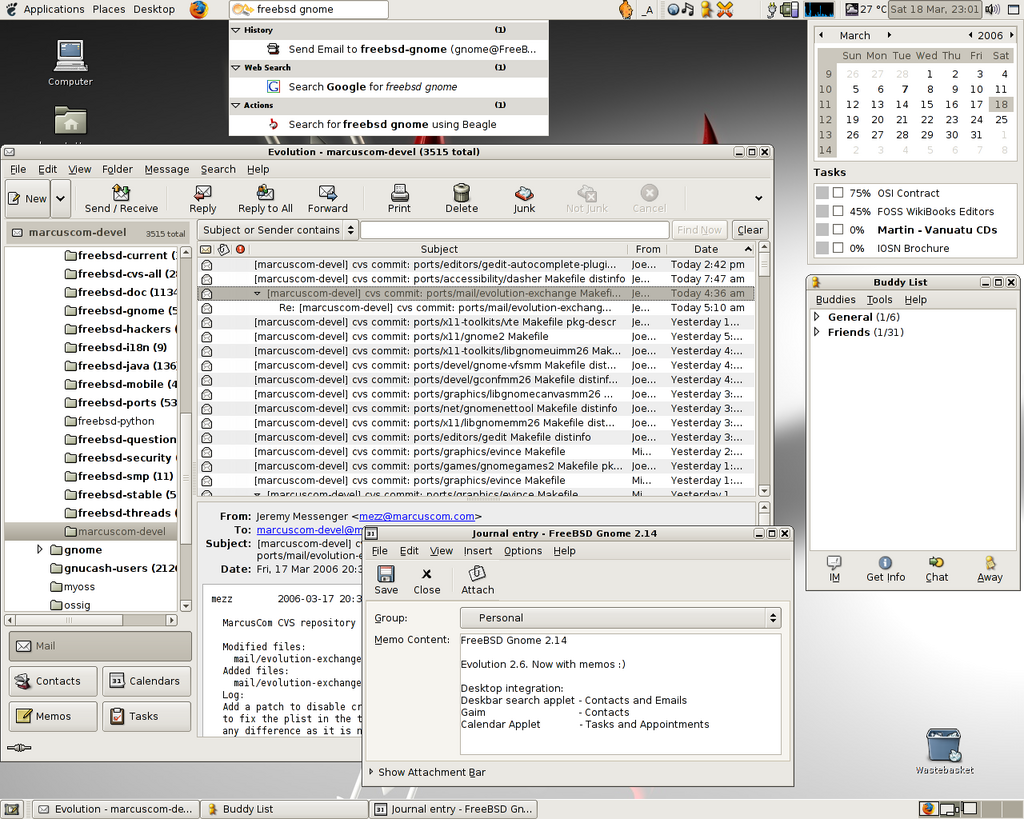 Applications Places Desktop
freebsd gnome
_A
27 °C
Sat 18 Mar, 23:01
Computer
History (1)
Send Email to freebsd-gnome (gnome@FreeB...
Web Search (1)
Search Google for freebsd gnome
Actions (1)
Search for freebsd gnome using Beagle
March 2006
Sun Mon Tue Wed Thu Fri Sat
9 26 27 28 1 2 3 4
10 5 6 7 8 9 10 11
11 12 13 14 15 16 17 18
12 19 20 21 22 23 24 25
13 26 27 28 29 30 31 1
14 2 3 4 5 6 7 8
Tasks
75% OSI Contract
45% FOSS WikiBooks Editors
0% Martin - Vanuatu CDs
0% IOSN Brochure
Evolution - marcuscom-devel (3515 total)
File Edit View Folder Message Search Help
New
Send / Receive
Reply
Reply to All
Forward
Print
Delete
Junk
Not Junk
Cancel
marcuscom-devel 3515 total
Subject or Sender contains
Find Now
Clear
freebsd-current (
freebsd-cvs-all (2
freebsd-doc (1134
freebsd-gnome (5
freebsd-hackers (
freebsd-i18n (9)
freebsd-java (136)
freebsd-mobile (4
freebsd-ports (53
freebsd-python
freebsd-question
freebsd-security
freebsd-smp (11)
freebsd-stable (5
freebsd-threads (
marcuscom-devel
gnome
gnucash-users (212
myoss
ossig
Mail
Contacts
Calendars
Memos
Tasks
Subject From Date
[marcuscom-devel] cvs commit: ports/editors/gedit-autocomplete-plugi... Joe... Today 2:42 pm
[marcuscom-devel] cvs commit: ports/accessibility/dasher Makefile distinfo Joe... Today 7:47 am
[marcuscom-devel] cvs commit: ports/mail/evolution-exchange Makefi... Joe... Today 4:36 am
Re: [marcuscom-devel] cvs commit: ports/mail/evolution-exchang... Joe... Today 5:10 am
[marcuscom-devel] cvs commit: ports/x11-toolkits/vte Makefile pkg-descr Joe... Yesterday 1...
[marcuscom-devel] cvs commit: ports/x11/gnome2 Makefile Joe... Yesterday 5:...
[marcuscom-devel] cvs commit: ports/x11-toolkits/libgnomeuimm26 Mak... Joe... Yesterday 4:...
[marcuscom-devel] cvs commit: ports/devel/gnome-vfsmm Makefile dist... Joe... Yesterday 4:...
[marcuscom-devel] cvs commit: ports/devel/gconfmm26 Makefile distinf... Joe... Yesterday 4:...
[marcuscom-devel] cvs commit: ports/graphics/libgnomecanvasmm26 ... Joe... Yesterday 3:...
[marcuscom-devel] cvs commit: ports/net/gnomenettool Makefile distinfo Joe... Yesterday 3:...
[marcuscom-devel] cvs commit: ports/x11/libgnomemm26 Makefile dist... Joe... Yesterday 3:...
[marcuscom-devel] cvs commit: ports/editors/gedit Makefile distinfo Joe... Yesterday 3:...
[marcuscom-devel] cvs commit: ports/graphics/evince Makefile Mi... Yesterday 2:...
[marcuscom-devel] cvs commit: ports/games/gnomegames2 Makefile pk... Joe... Yesterday 1:...
[marcuscom-devel] cvs commit: ports/graphics/evince Makefile Mi... Yesterday 1:...
[marcuscom-devel] cvs commit: ports/graphics/evince Makefile Mi Yesterday 1
From: Jeremy Messenger <mezz@marcuscom.com>
To: marcuscom-devel@m
Subject: [marcuscom-devel] c
ports/mail/evolution-e
Date: Fri, 17 Mar 2006 20:3
mezz 2006-03-17 20:3
MarcusCom CVS repository
Modified files:
mail/evolution-exchange
Added files:
mail/evolution-exchange
Log:
Add a patch to disable cr
to fix the plist in the t
any difference as it is n
Buddy List
Buddies Tools Help
General (1/6)
Friends (1/31)
IM
Get Info
Chat
Away
Journal entry - FreeBSD Gnome 2.14
File Edit View Insert Options Help
Save
Close
Attach
Group: Personal
Memo Content: FreeBSD Gnome 2.14
Evolution 2.6. Now with memos :)
Desktop integration:
Deskbar search applet - Contacts and Emails
Gaim - Contacts
Calendar Applet - Tasks and Appointments
Show Attachment Bar
Wastebasket
Evolution - marcuscom-de...
Buddy List
Journal entry - FreeBSD Gn...